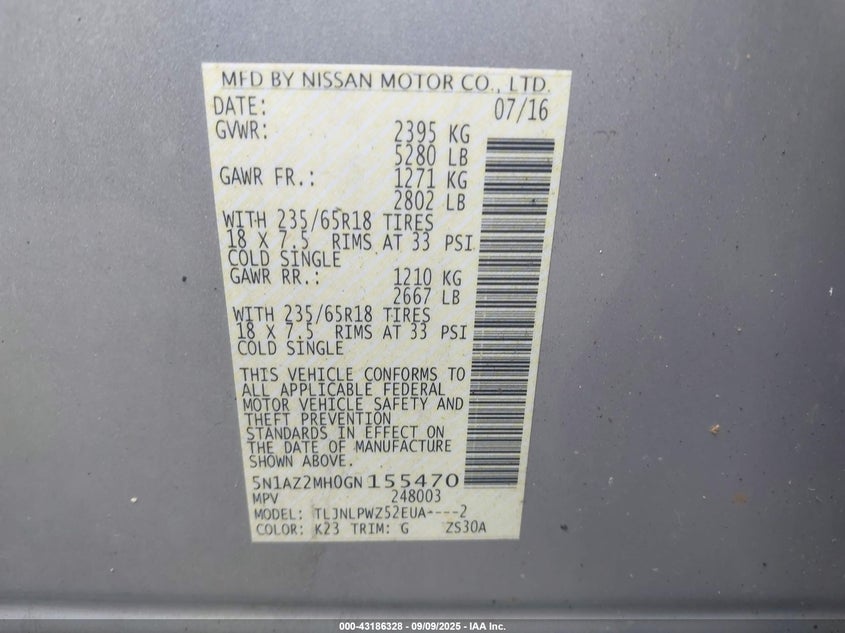 MFD BY NISSAN MOTOR CO., LTD.
DATE: 07/16
GVWR: 2395 KG
5280 LB
GAWR FR.: 1271 KG
2802 LB
WITH 235/65R18 TIRES
18 X 7.5 RIMS AT 33 PSI
COLD SINGLE
GAWR RR.: 1210 KG
2667 LB
WITH 235/65R18 TIRES
18 X 7.5 RIMS AT 33 PSI
COLD SINGLE
THIS VEHICLE CONFORMS TO
ALL APPLICABLE FEDERAL
MOTOR VEHICLE SAFETY AND
THEFT PREVENTION
STANDARDS IN EFFECT ON
THE DATE OF MANUFACTURE
SHOWN ABOVE.
5N1AZ2MH0GN155470
MPV 248003
MODEL: TLJNLPWZ52EUA----2
COLOR: K23 TRIM: G ZS30A
000-43186328 - 09/09/2025 - IAA Inc.